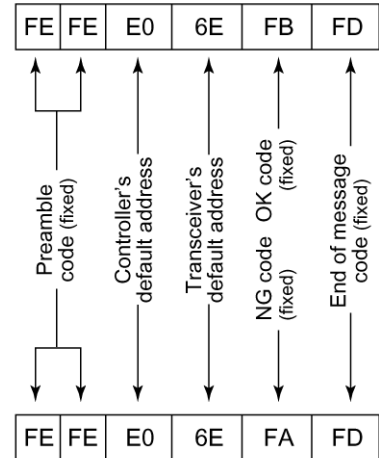 FE FE E0 6E FB FD
Preamble
code (fixed)
Controller's
default address
Transceiver's
default address
OK code
(fixed)
NG code
(fixed)
End of message
code (fixed)
FE FE E0 6E FA FD